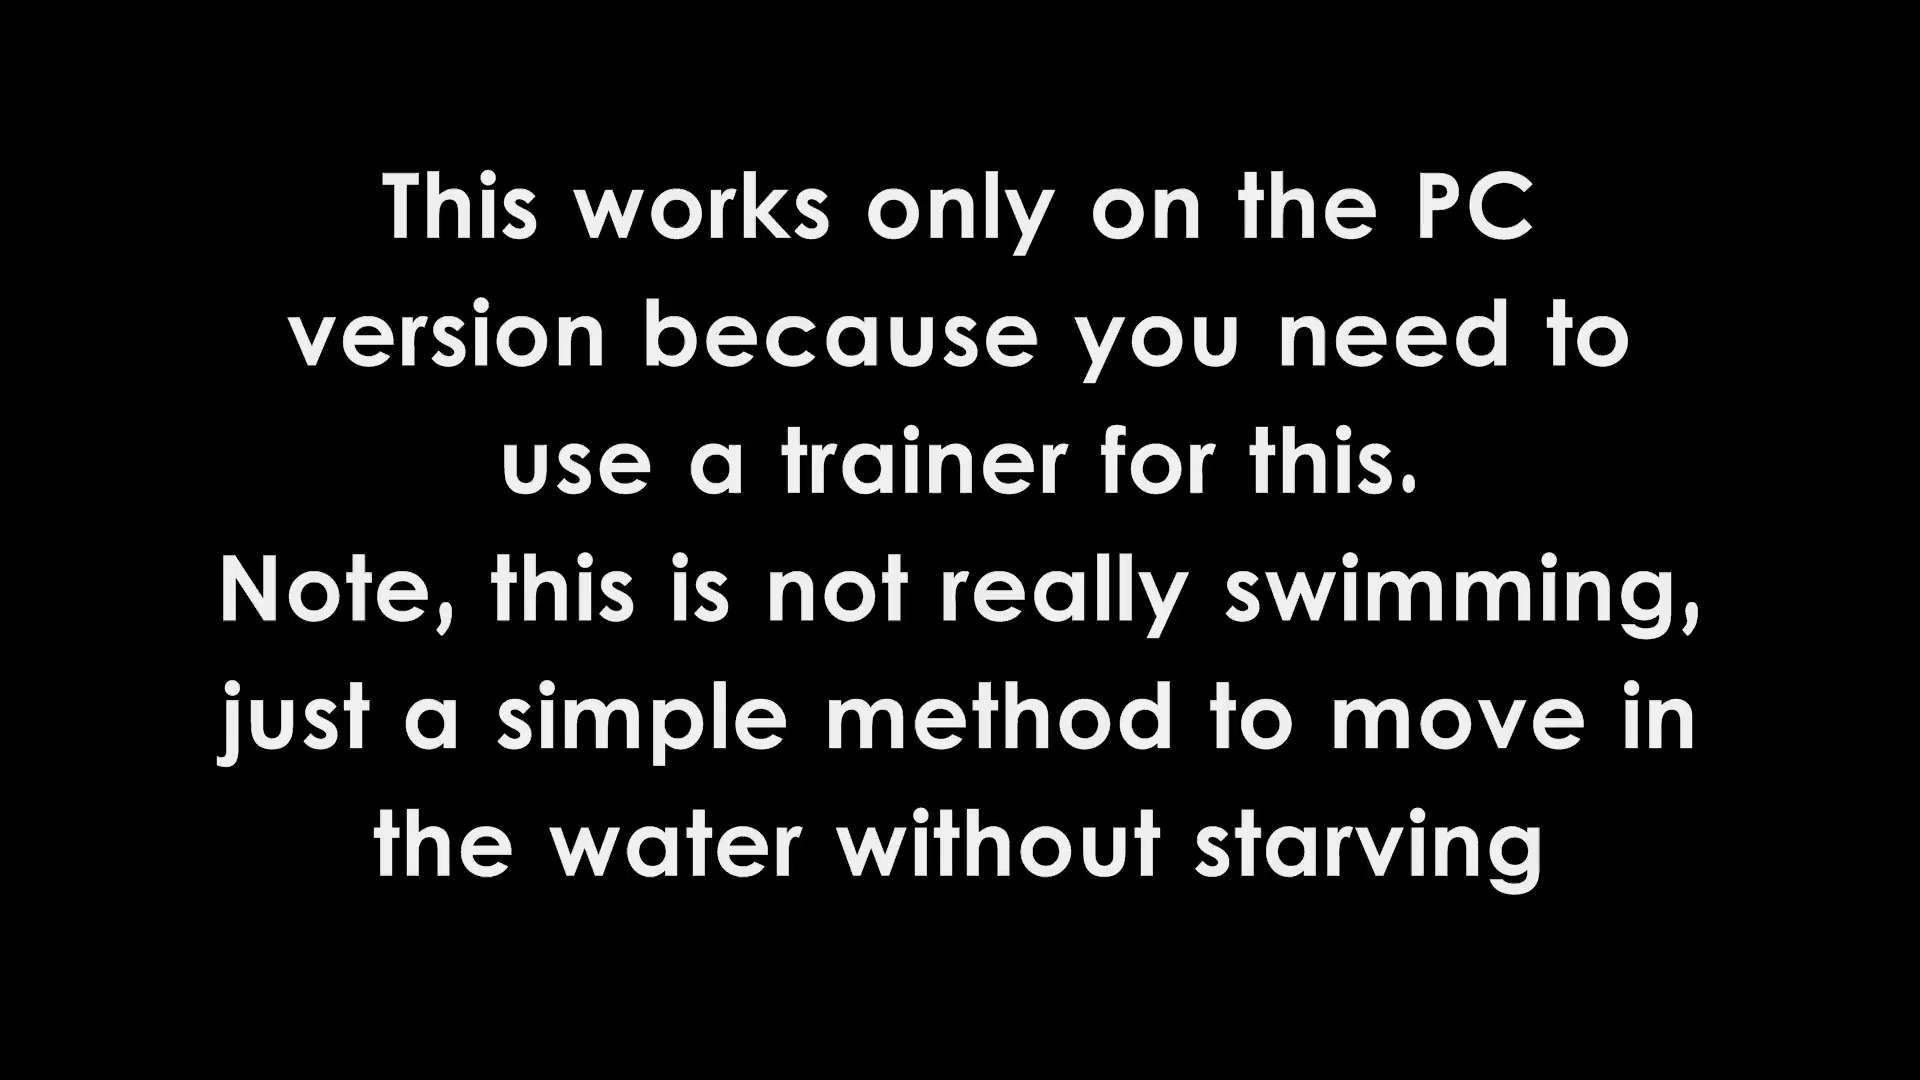 This works only on the PC
version because you need to
use a trainer for this.
Note, this is not really swimming,
just a simple method to move in
the water without starving